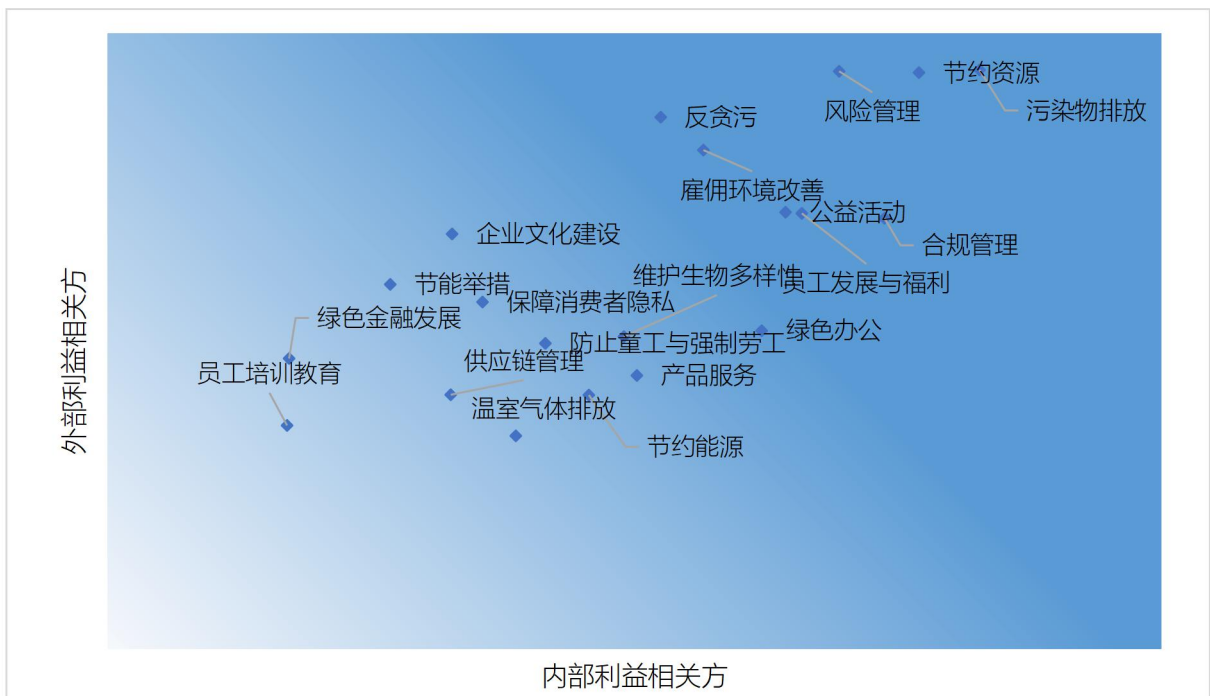 节约资源
风险管理
污染物排放
反贪污
雇佣环境改善
公益活动
企业文化建设
合规管理
维护生物多样性
员工发展与福利
节能举措
保障消费者隐私
绿色金融发展
绿色办公
防止童工与强制劳工
供应链管理
员工培训教育
产品服务
温室气体排放
节约能源
外部利益相关方
内部利益相关方